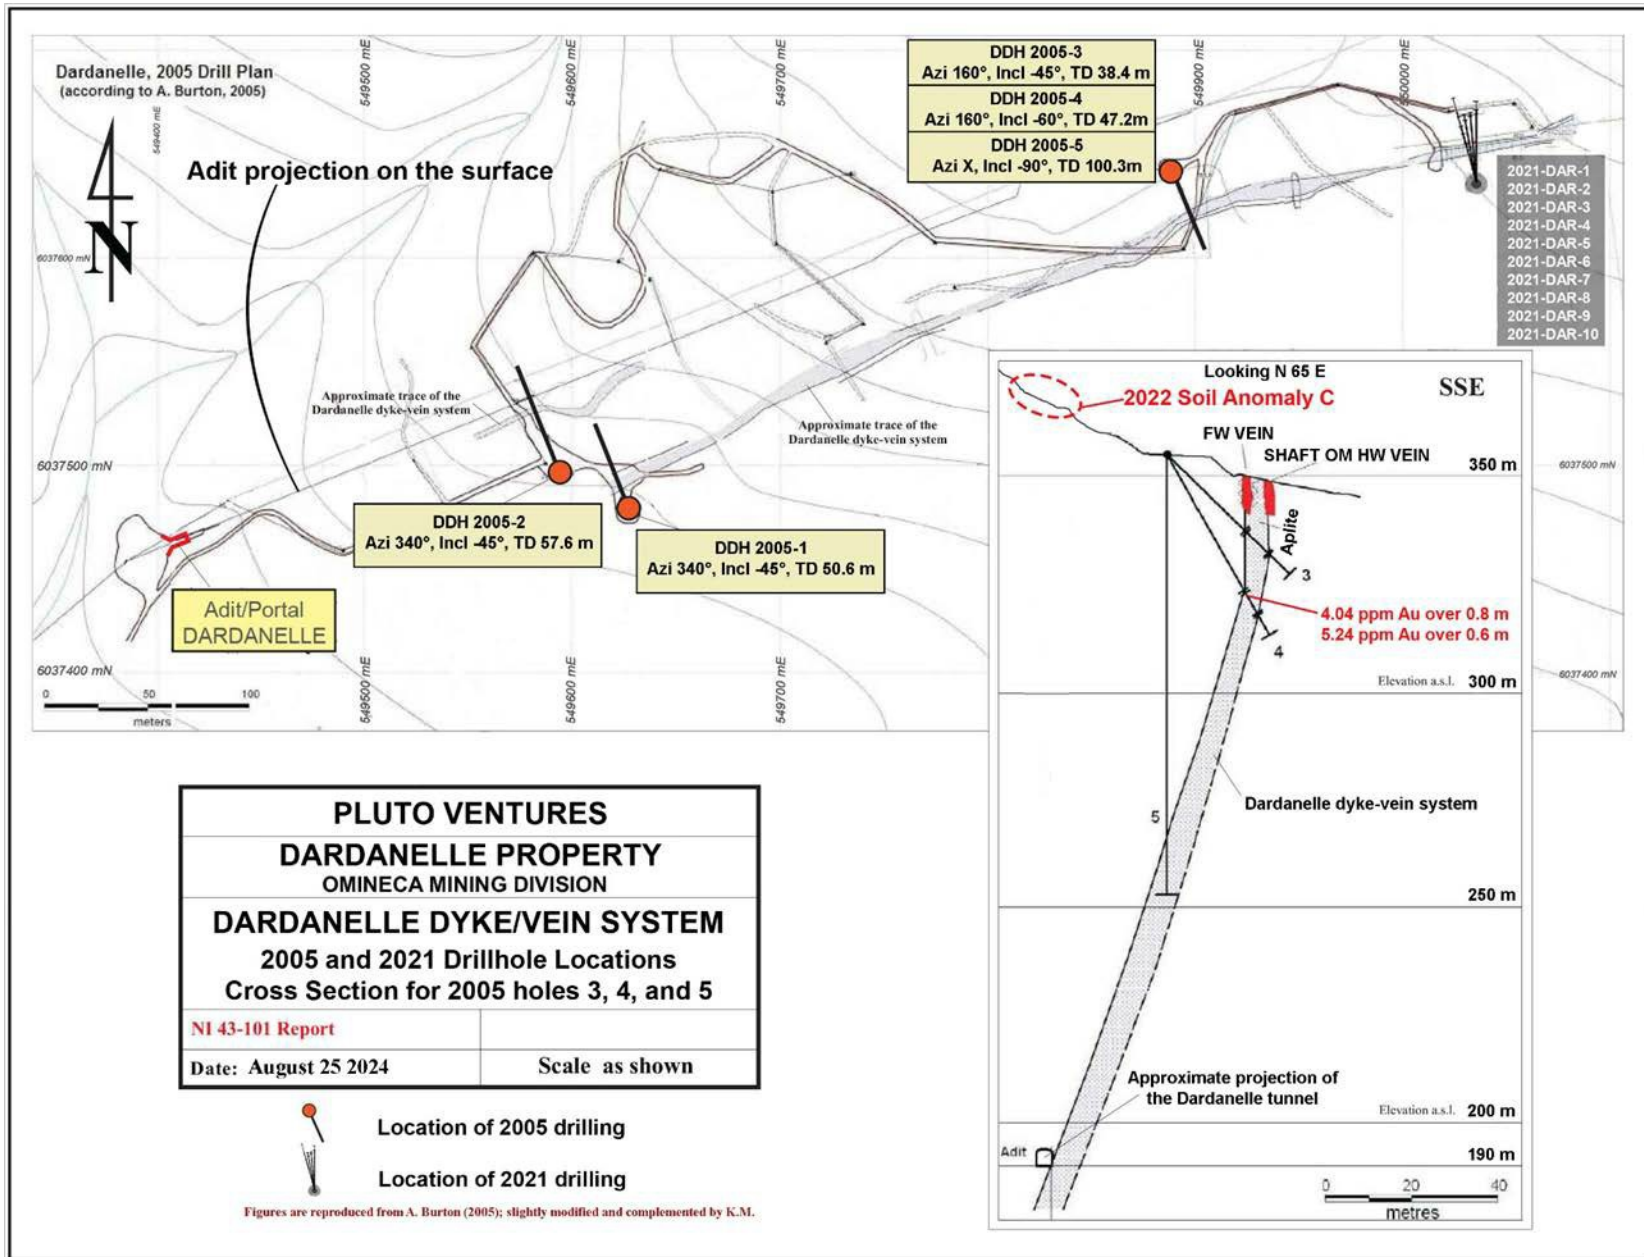 Dardanelle, 2005 Drill Plan
(according to A. Burton, 2005)
549400 mE
549500 mE
549600 mE
549700 mE
549900 mE
550000 mE
N
Adit projection on the surface
DDH 2005-3
Azi 160°, Incl -45°, TD 38.4 m
DDH 2005-4
Azi 160°, Incl -60°, TD 47.2m
DDH 2005-5
Azi X, Incl -90°, TD 100.3m
2021-DAR-1
2021-DAR-2
2021-DAR-3
2021-DAR-4
2021-DAR-5
2021-DAR-6
2021-DAR-7
2021-DAR-8
2021-DAR-9
2021-DAR-10
6037600 mN
Approximate trace of the
Dardanelle dyke-vein system
Approximate trace of the
Dardanelle dyke-vein system
6037500 mN
6037500 mN
DDH 2005-2
Azi 340°, Incl -45°, TD 57.6 m
DDH 2005-1
Azi 340°, Incl -45°, TD 50.6 m
Adit/Portal
DARDANELLE
6037400 mN
6037400 mN
0 50 100
meters
549500 mE
549600 mE
549700 mE
Looking N 65 E
SSE
2022 Soil Anomaly C
FW VEIN
SHAFT OM HW VEIN
350 m
Aplite
3
4.04 ppm Au over 0.8 m
5.24 ppm Au over 0.6 m
4
Elevation a.s.l. 300 m
Dardanelle dyke-vein system
5
250 m
Approximate projection of
the Dardanelle tunnel
Elevation a.s.l. 200 m
Adit
190 m
0 20 40
metres
PLUTO VENTURES
DARDANELLE PROPERTY
OMINECA MINING DIVISION
DARDANELLE DYKE/VEIN SYSTEM
2005 and 2021 Drillhole Locations
Cross Section for 2005 holes 3, 4, and 5
NI 43-101 Report
Date: August 25 2024
Scale as shown
Location of 2005 drilling
Location of 2021 drilling
Figures are reproduced from A. Burton (2005); slightly modified and complemented by K.M.